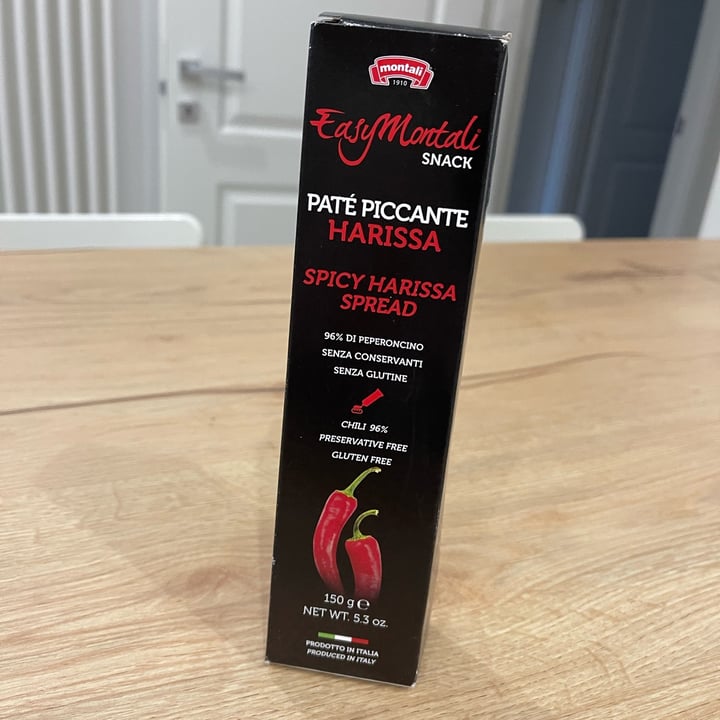 montali
1910
EasyMontali
SNACK
PATÉ PICCANTE
HARISSA
SPICY HARISSA
SPREAD
96% DI PEPERONCINO
SENZA CONSERVANTI
SENZA GLUTINE
CHILI 96%
PRESERVATIVE FREE
GLUTEN FREE
150 g ℮
NET WT. 5.3 oz.
PRODOTTO IN ITALIA
PRODUCED IN ITALY